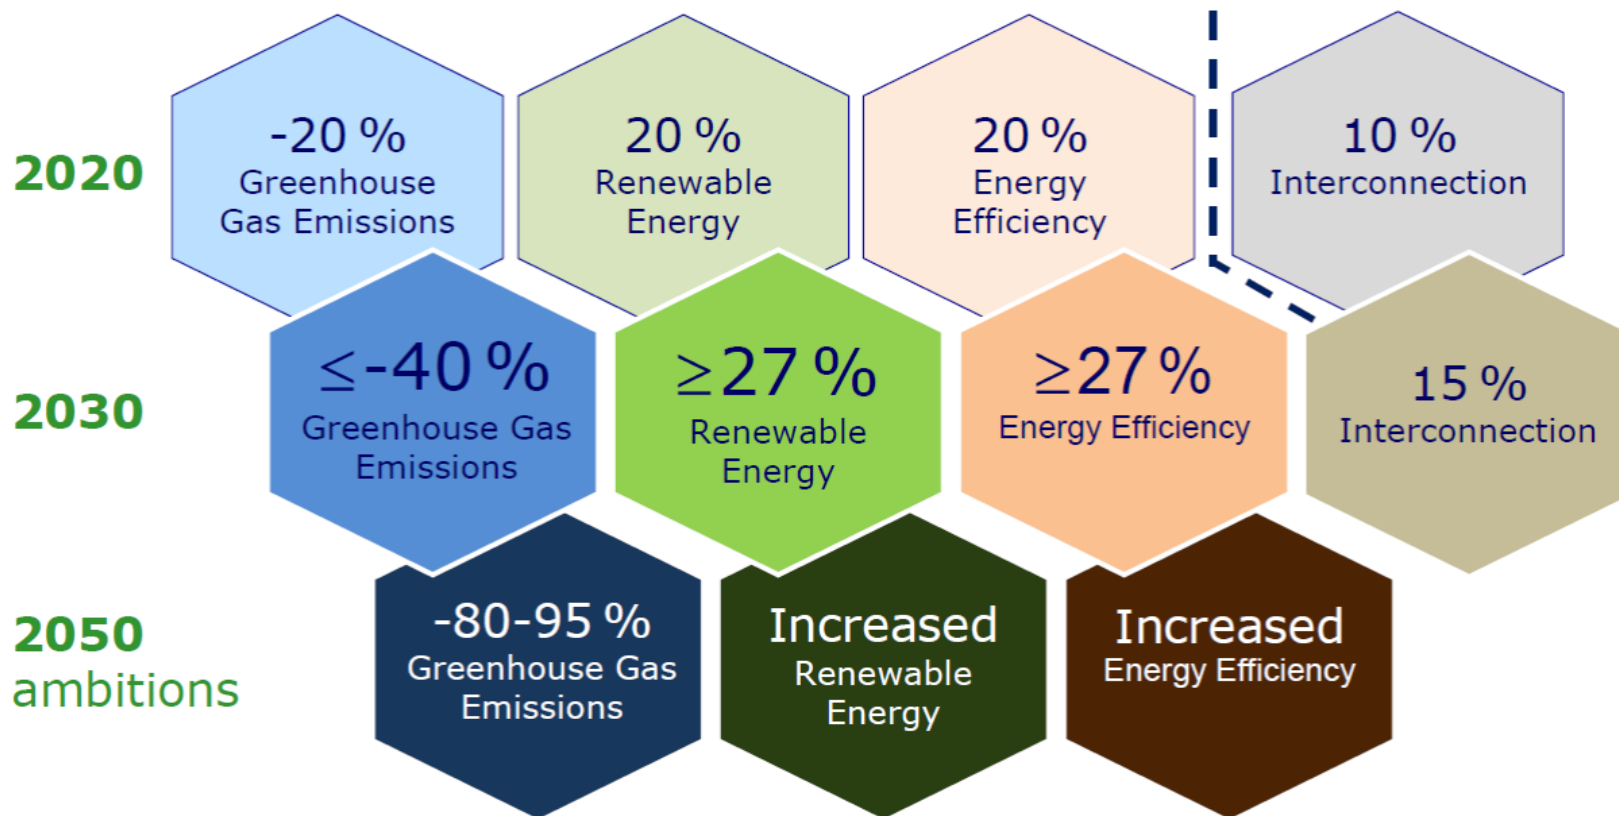 2020
-20 %
Greenhouse
Gas Emissions
20 %
Renewable
Energy
20 %
Energy
Efficiency
10 %
Interconnection
2030
≤-40 %
Greenhouse Gas
Emissions
≥27 %
Renewable
Energy
≥27 %
Energy Efficiency
15 %
Interconnection
2050
ambitions
-80-95 %
Greenhouse Gas
Emissions
Increased
Renewable
Energy
Increased
Energy Efficiency